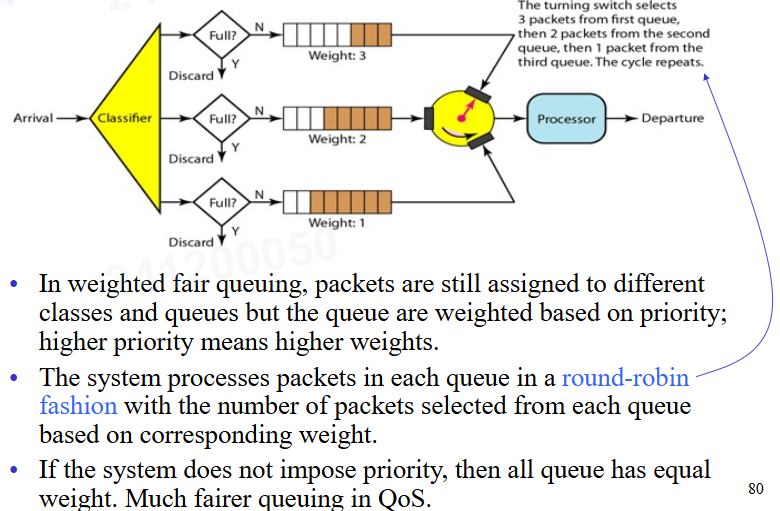 The turning switch selects
3 packets from first queue,
then 2 packets from the second
queue, then 1 packet from the
third queue. The cycle repeats.
Full?
N
Weight: 3
Y
Discard
Arrival
Classifier
Full?
N
Weight: 2
Y
Discard
Processor
Departure
Full?
N
Weight: 1
Y
Discard
• In weighted fair queuing, packets are still assigned to different
classes and queues but the queue are weighted based on priority;
higher priority means higher weights.
• The system processes packets in each queue in a round-robin
fashion with the number of packets selected from each queue
based on corresponding weight.
• If the system does not impose priority, then all queue has equal
weight. Much fairer queuing in QoS.
80